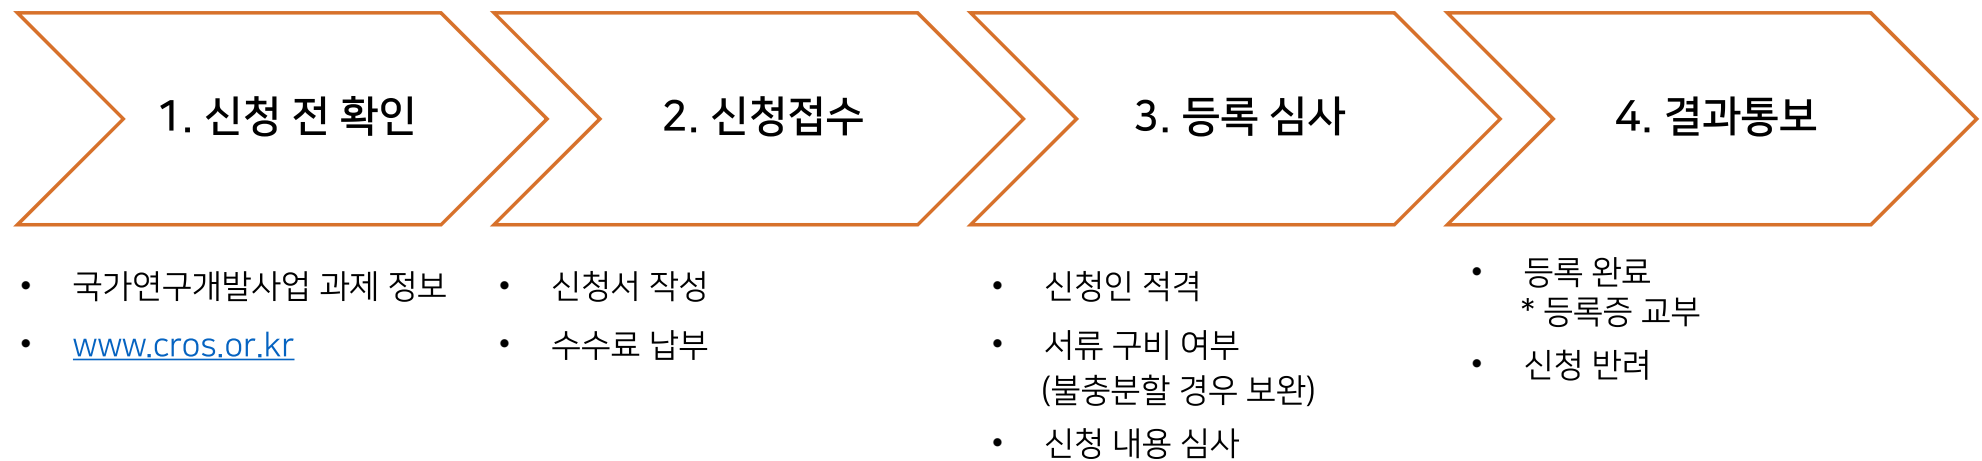 1. 신청 전 확인
• 국가연구개발사업 과제 정보
• www.cros.or.kr
2. 신청접수
• 신청서 작성
• 수수료 납부
3. 등록 심사
• 신청인 적격
• 서류 구비 여부
(불충분할 경우 보완)
• 신청 내용 심사
4. 결과통보
• 등록 완료
* 등록증 교부
• 신청 반려